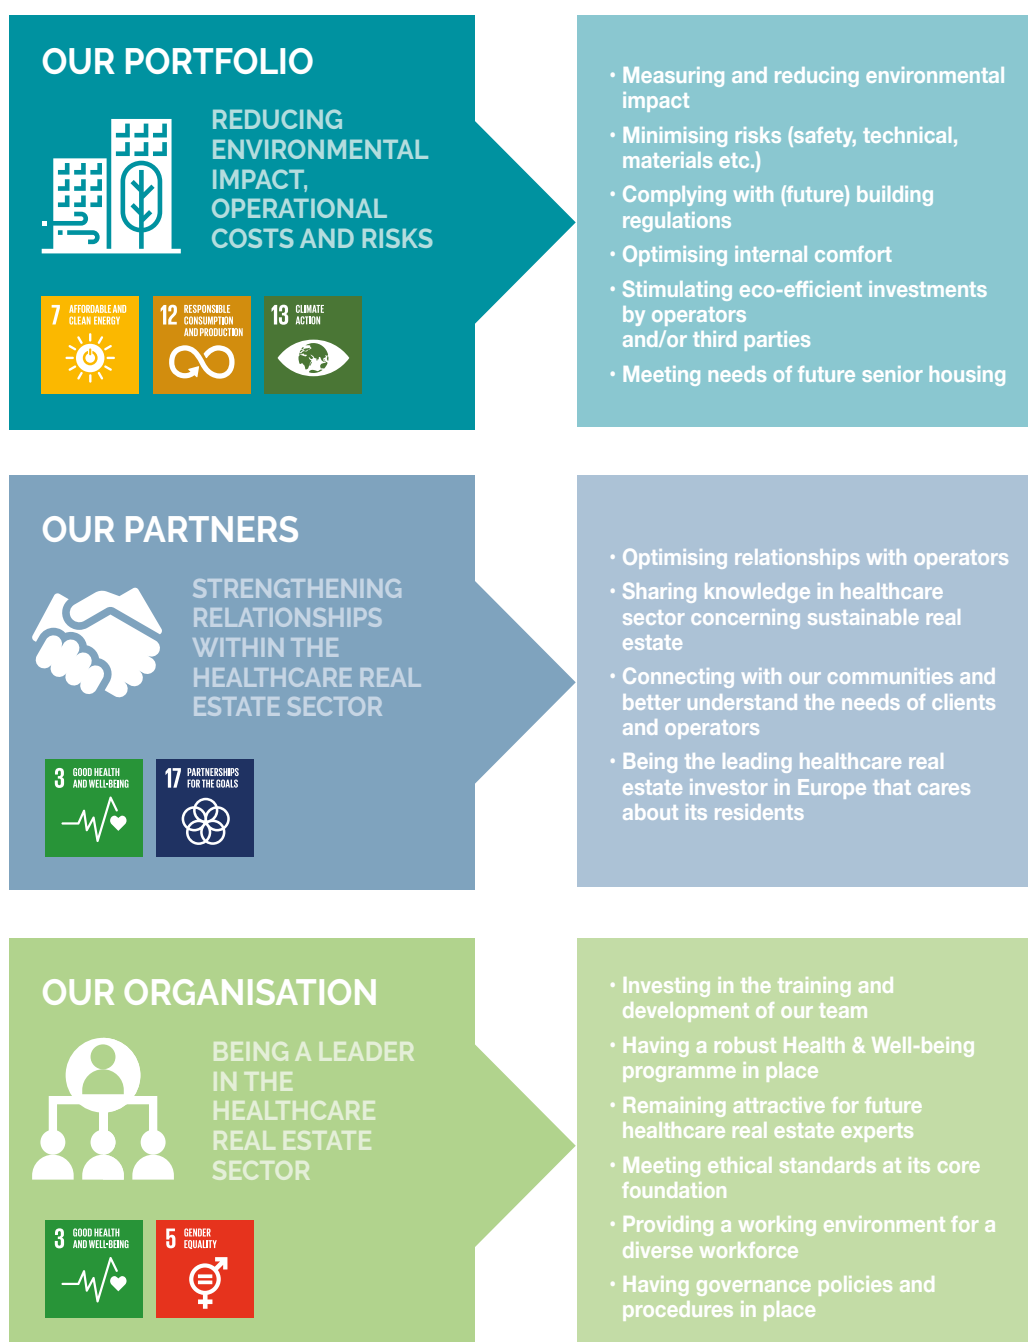 OUR PORTFOLIO
REDUCING
ENVIRONMENTAL
IMPACT,
OPERATIONAL
COSTS AND RISKS
7 AFFORDABLE AND
CLEAN ENERGY
12 RESPONSIBLE
CONSUMPTION
AND PRODUCTION
13 CLIMATE
ACTION
• Measuring and reducing environmental
impact
• Minimising risks (safety, technical,
materials etc.)
• Complying with (future) building
regulations
• Optimising internal comfort
• Stimulating eco-efficient investments
by operators
and/or third parties
• Meeting needs of future senior housing
OUR PARTNERS
STRENGTHENING
RELATIONSHIPS
WITHIN THE
HEALTHCARE REAL
ESTATE SECTOR
3 GOOD HEALTH
AND WELL-BEING
17 PARTNERSHIPS
FOR THE GOALS
• Optimising relationships with operators
• Sharing knowledge in healthcare
sector concerning sustainable real
estate
• Connecting with our communities and
better understand the needs of clients
and operators
• Being the leading healthcare real
estate investor in Europe that cares
about its residents
OUR ORGANISATION
BEING A LEADER
IN THE
HEALTHCARE
REAL ESTATE
SECTOR
3 GOOD HEALTH
AND WELL-BEING
5 GENDER
EQUALITY
• Investing in the training and
development of our team
• Having a robust Health & Well-being
programme in place
• Remaining attractive for future
healthcare real estate experts
• Meeting ethical standards at its core
foundation
• Providing a working environment for a
diverse workforce
• Having governance policies and
procedures in place